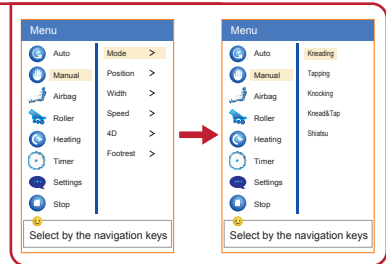 Menu
Auto
Manual
Airbag
Roller
Heating
Timer
Settings
Stop
Mode >
Position >
Width >
Speed >
4D >
Footrest >
Select by the navigation keys
Menu
Auto
Manual
Airbag
Roller
Heating
Timer
Settings
Stop
Kneading
Tapping
Knocking
Knead&Tap
Shiatsu
Select by the navigation keys